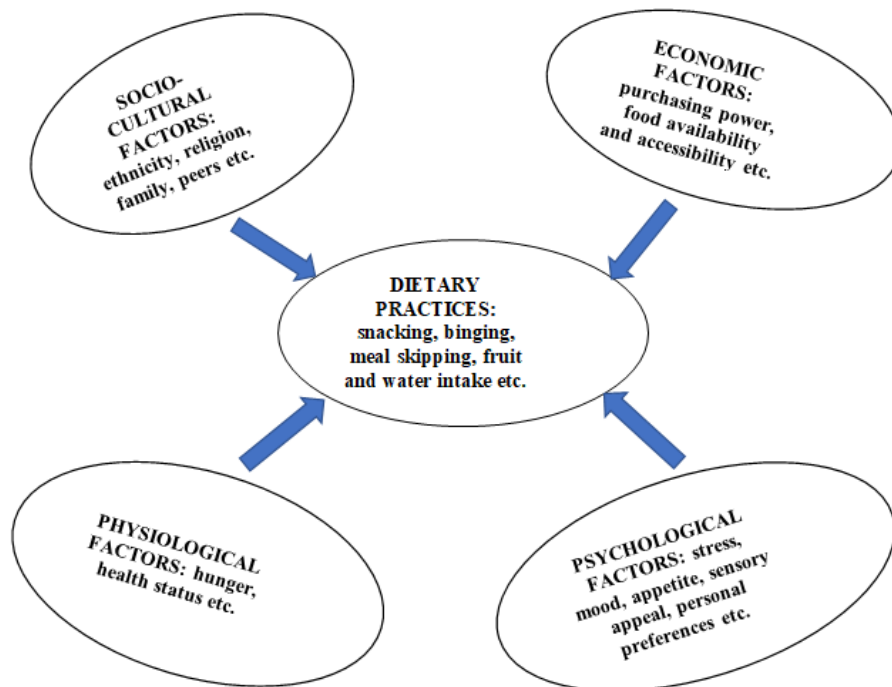 SOCIO-
CULTURAL
FACTORS:
ethnicity, religion,
family, peers etc.
ECONOMIC
FACTORS:
purchasing power,
food availability
and accessibility etc.
DIETARY
PRACTICES:
snacking, binging,
meal skipping, fruit
and water intake etc.
PHYSIOLOGICAL
FACTORS: hunger,
health status etc.
PSYCHOLOGICAL
FACTORS: stress,
mood, appetite, sensory
appeal, personal
preferences etc.